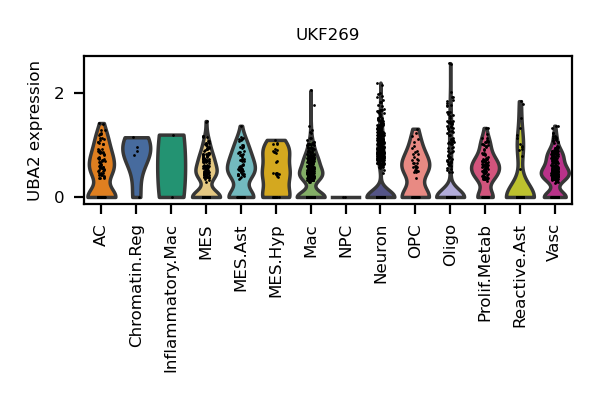 UKF269
UBA2 expression
2
0
AC
Chromatin.Reg
Inflammatory.Mac
MES
MES.Ast
MES.Hyp
Mac
NPC
Neuron
OPC
Oligo
Prolif.Metab
Reactive.Ast
Vasc